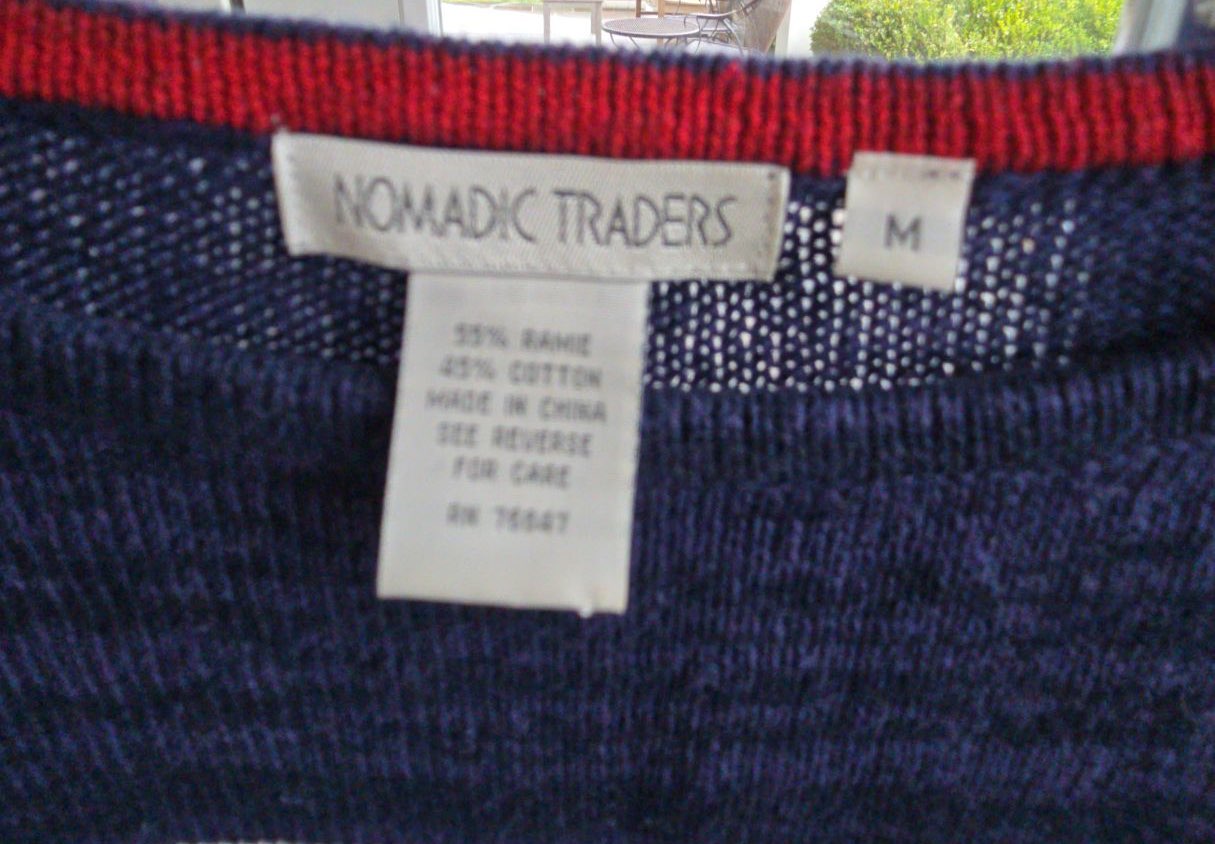 NOMADIC TRADERS
M
55% RAMIE
45% COTTON
MADE IN CHINA
SEE REVERSE
FOR CARE
RN 76847